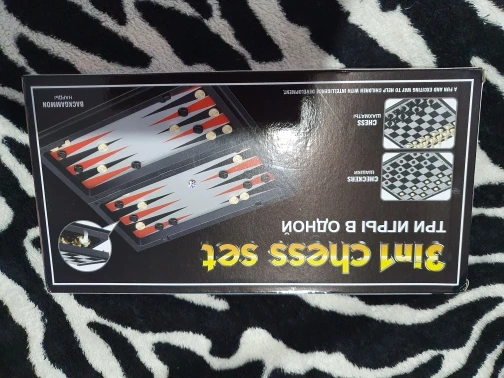 3in1 chess set
ТРИ ИГРЫ В ОДНОЙ
CHECKERS
CHESS
ШАХМАТЫ
BACKGAMMON
НАРДЫ
A FUN AND EXCITING WAY TO HELP CHILDREN WITH INTELLIGENCE DEVELOPMENT.